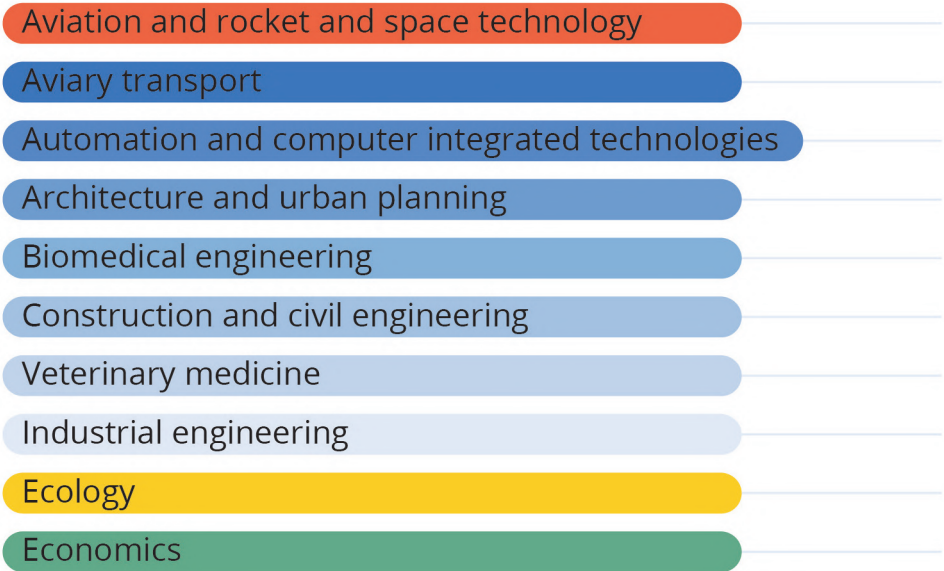 Aviation and rocket and space technology
Aviary transport
Automation and computer integrated technologies
Architecture and urban planning
Biomedical engineering
Construction and civil engineering
Veterinary medicine
Industrial engineering
Ecology
Economics